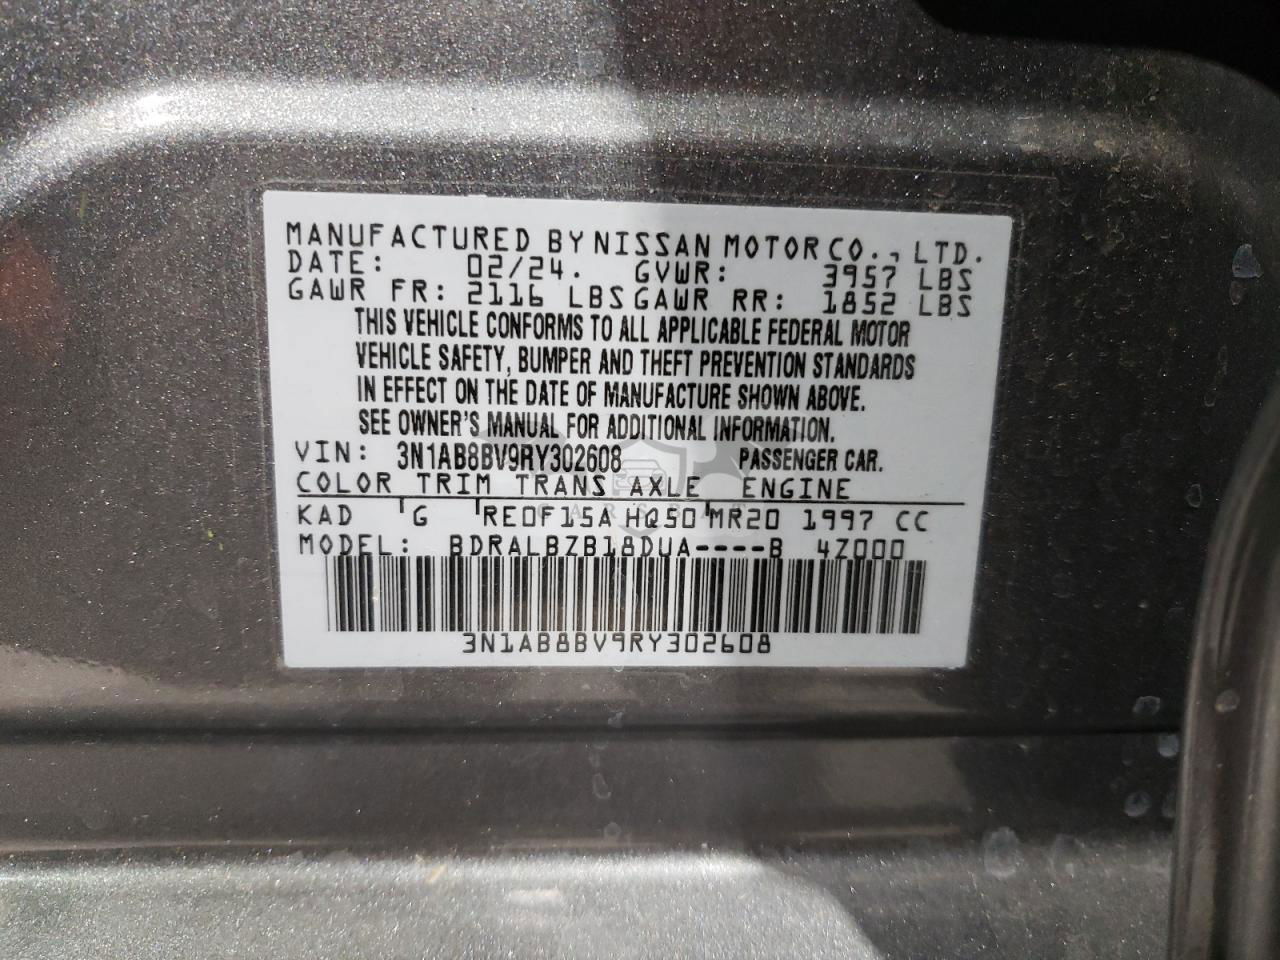 MANUFACTURED BY NISSAN MOTOR CO., LTD.
DATE: 02/24. GVWR: 3957 LBS
GAWR FR: 2116 LBS GAWR RR: 1852 LBS
THIS VEHICLE CONFORMS TO ALL APPLICABLE FEDERAL MOTOR
VEHICLE SAFETY, BUMPER AND THEFT PREVENTION STANDARDS
IN EFFECT ON THE DATE OF MANUFACTURE SHOWN ABOVE.
SEE OWNER'S MANUAL FOR ADDITIONAL INFORMATION.
VIN: 3N1AB8BV9RY302608 PASSENGER CAR.
COLOR TRIM TRANS AXLE ENGINE
KAD G RE0F15A HQ50 MR20 1997 CC
MODEL: BDRALBZB18DUA----B 4Z000
3N1AB8BV9RY302608